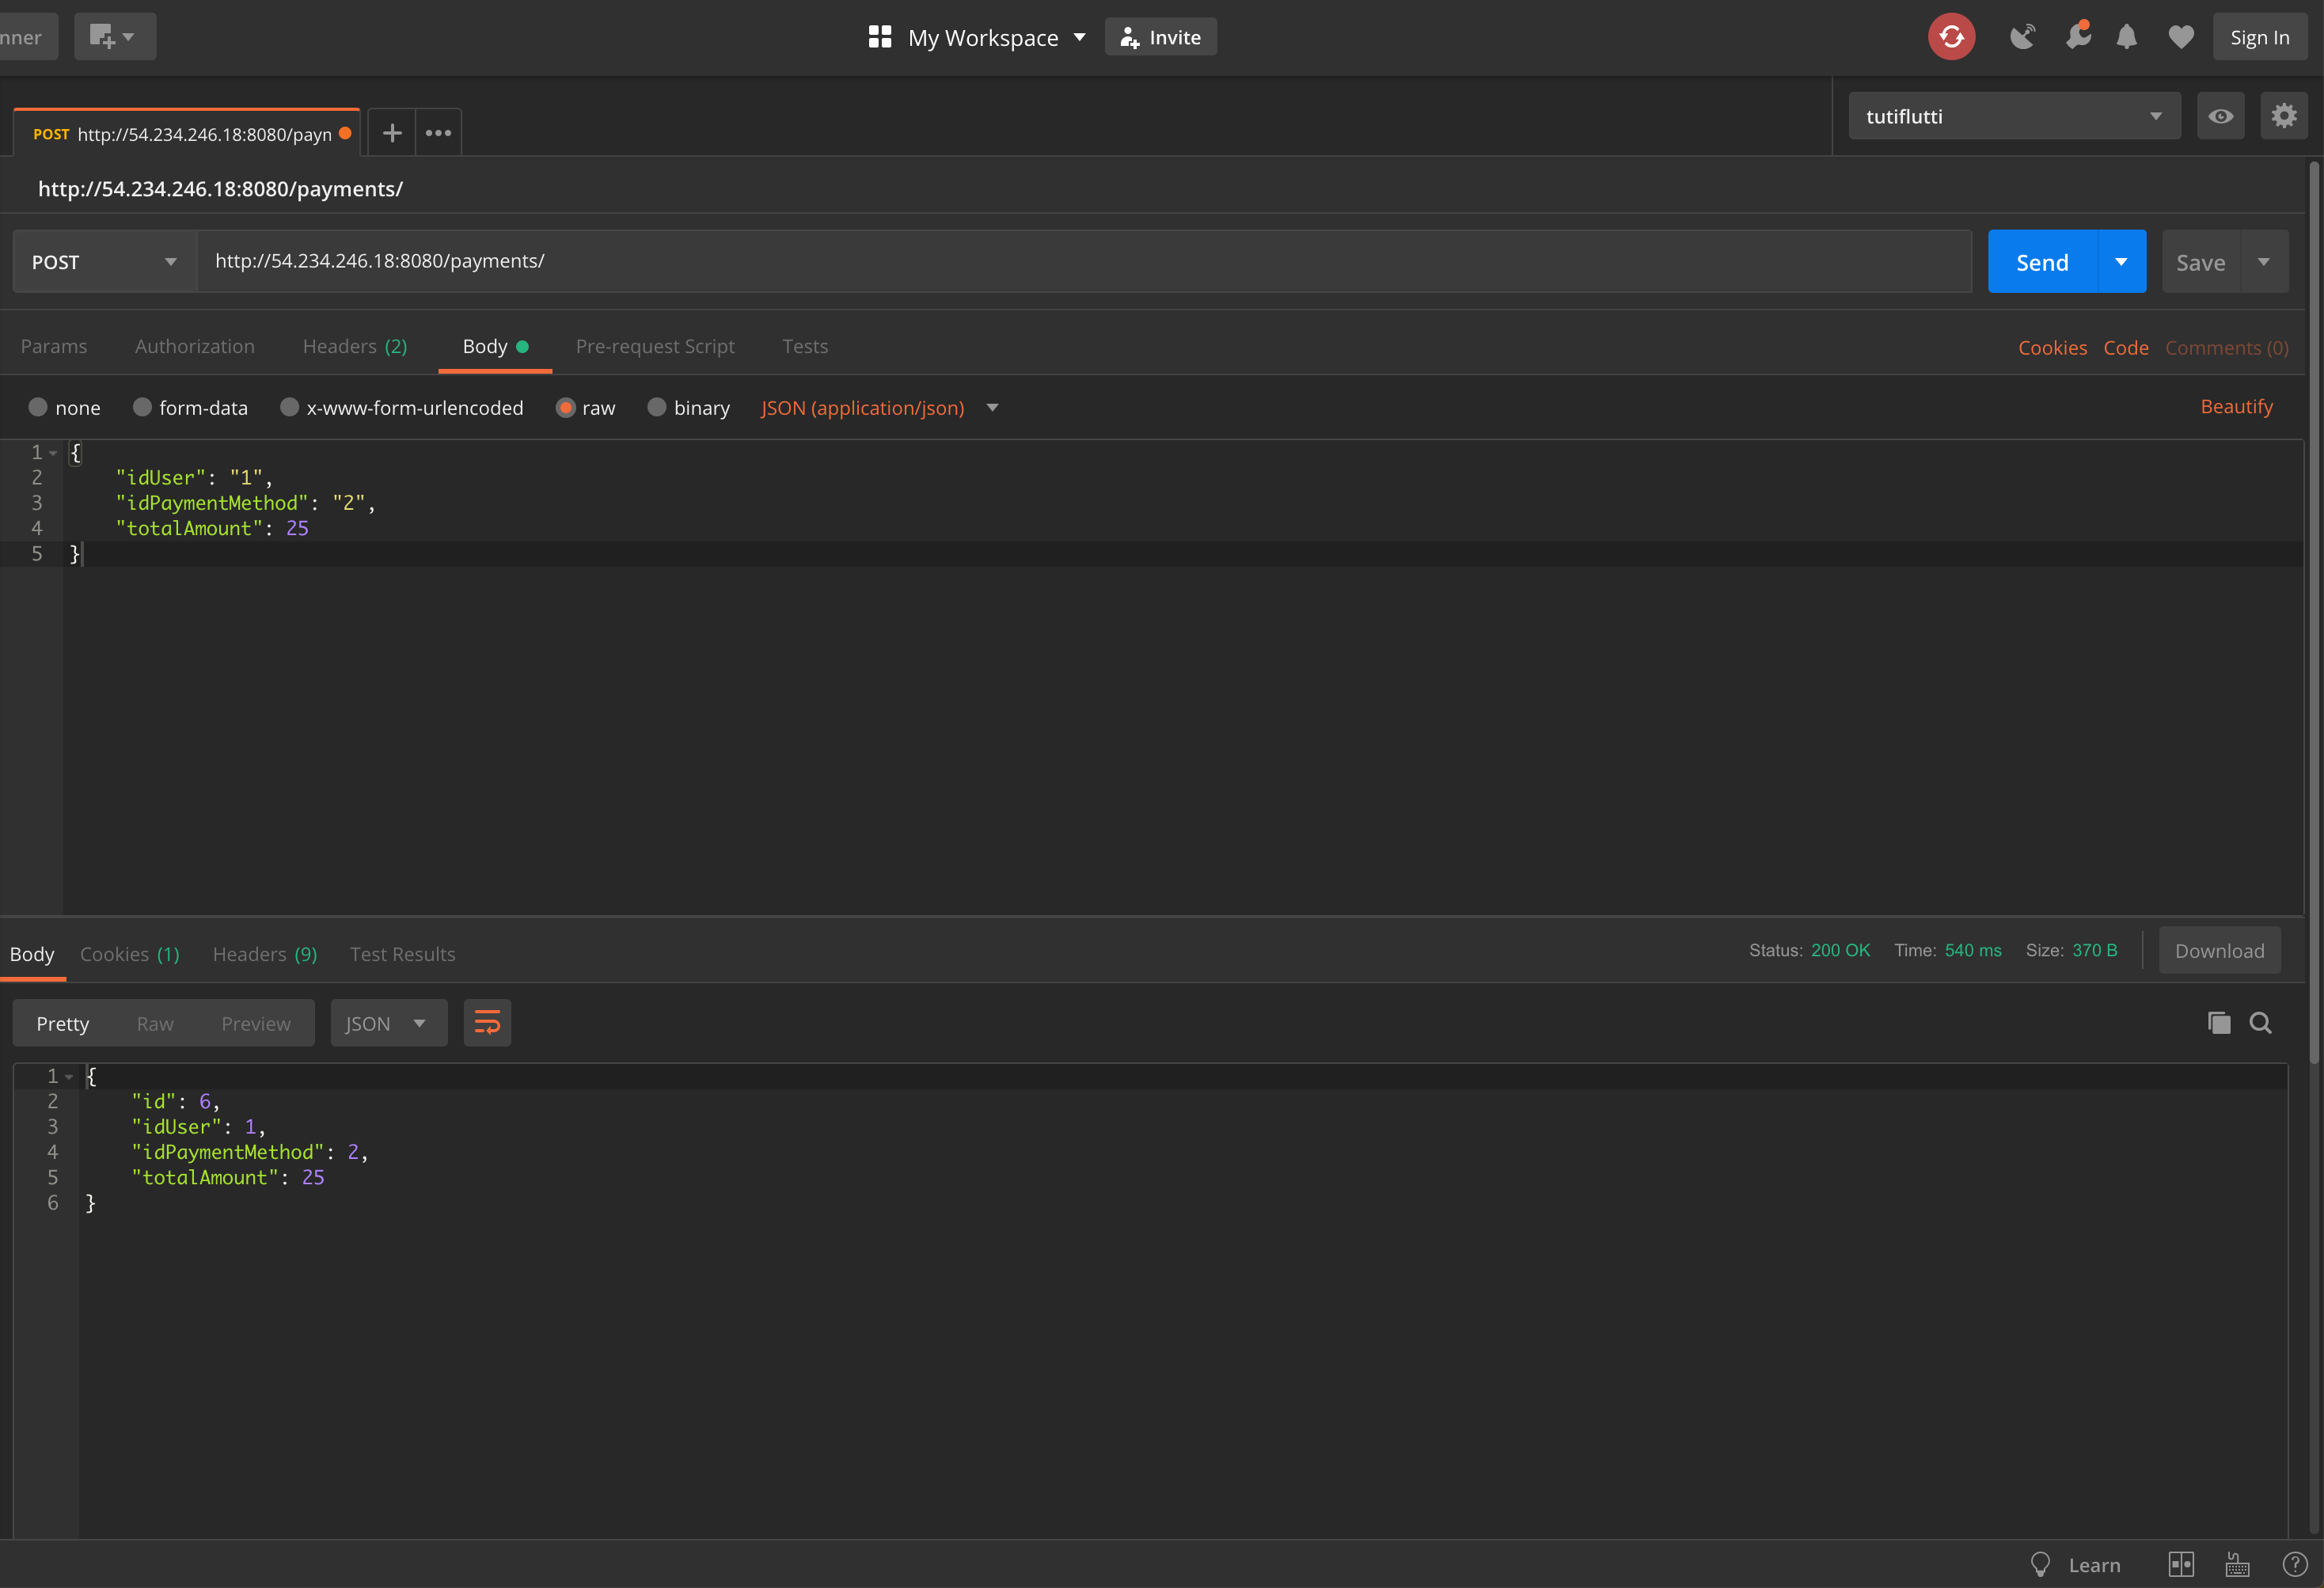 nner My Workspace Invite Sign In
POST http://54.234.246.18:8080/payn tutiflutti
http://54.234.246.18:8080/payments/
POST http://54.234.246.18:8080/payments/ Send Save
Params Authorization Headers (2) Body Pre-request Script Tests Cookies Code Comments (0)
none form-data x-www-form-urlencoded raw binary JSON (application/json) Beautify
1 {
2 "idUser": "1",
3 "idPaymentMethod": "2",
4 "totalAmount": 25
5 }
Body Cookies (1) Headers (9) Test Results Status: 200 OK Time: 540 ms Size: 370 B Download
Pretty Raw Preview JSON
1 {
2 "id": 6,
3 "idUser": 1,
4 "idPaymentMethod": 2,
5 "totalAmount": 25
6 }
Learn